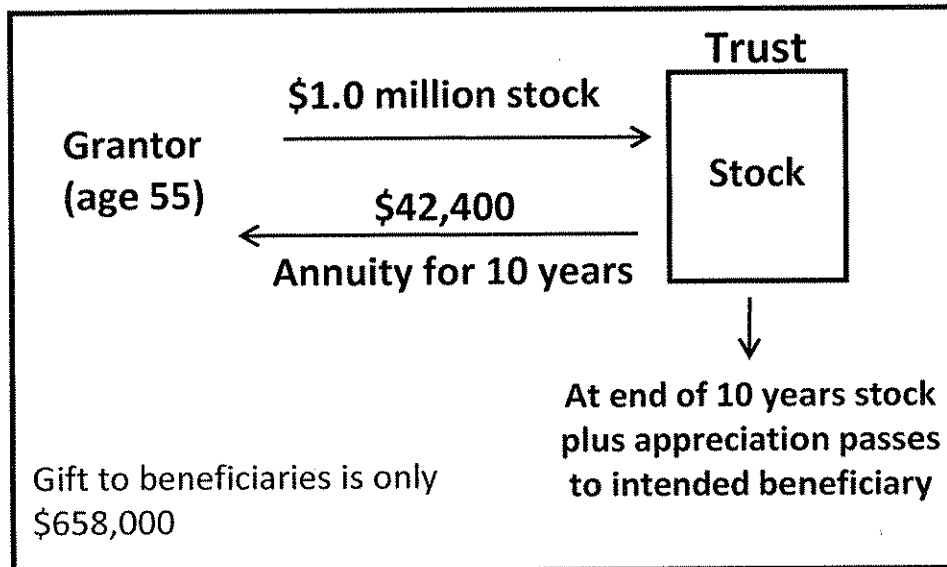 Trust
$1.0 million stock
Grantor
(age 55)
Stock
$42,400
Annuity for 10 years
At end of 10 years stock
plus appreciation passes
to intended beneficiary
Gift to beneficiaries is only
$658,000